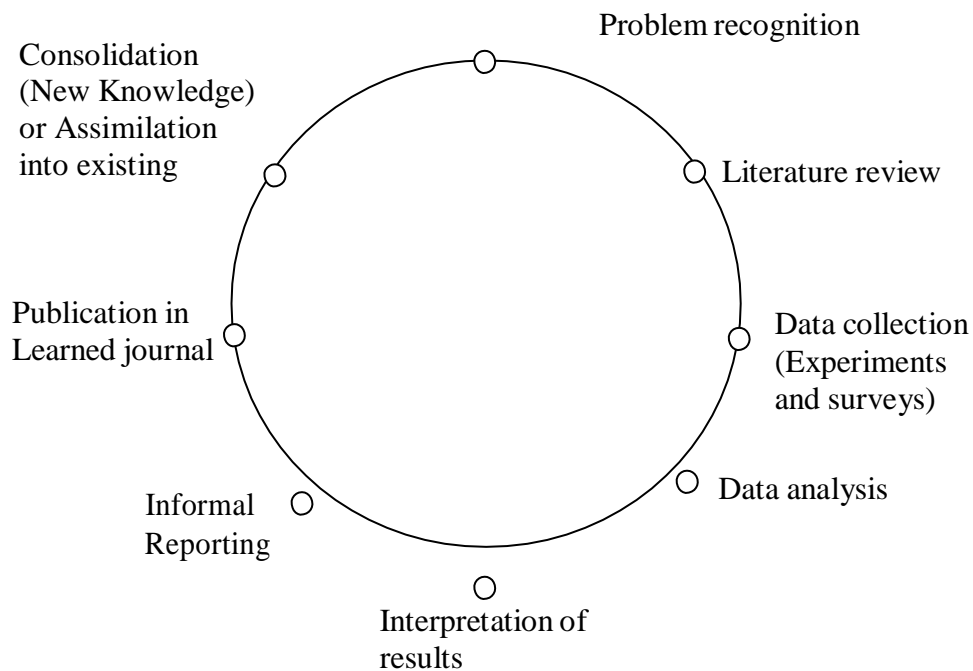 Problem recognition
Literature review
Data collection
(Experiments
and surveys)
Data analysis
Interpretation of
results
Informal
Reporting
Publication in
Learned journal
Consolidation
(New Knowledge)
or Assimilation
into existing